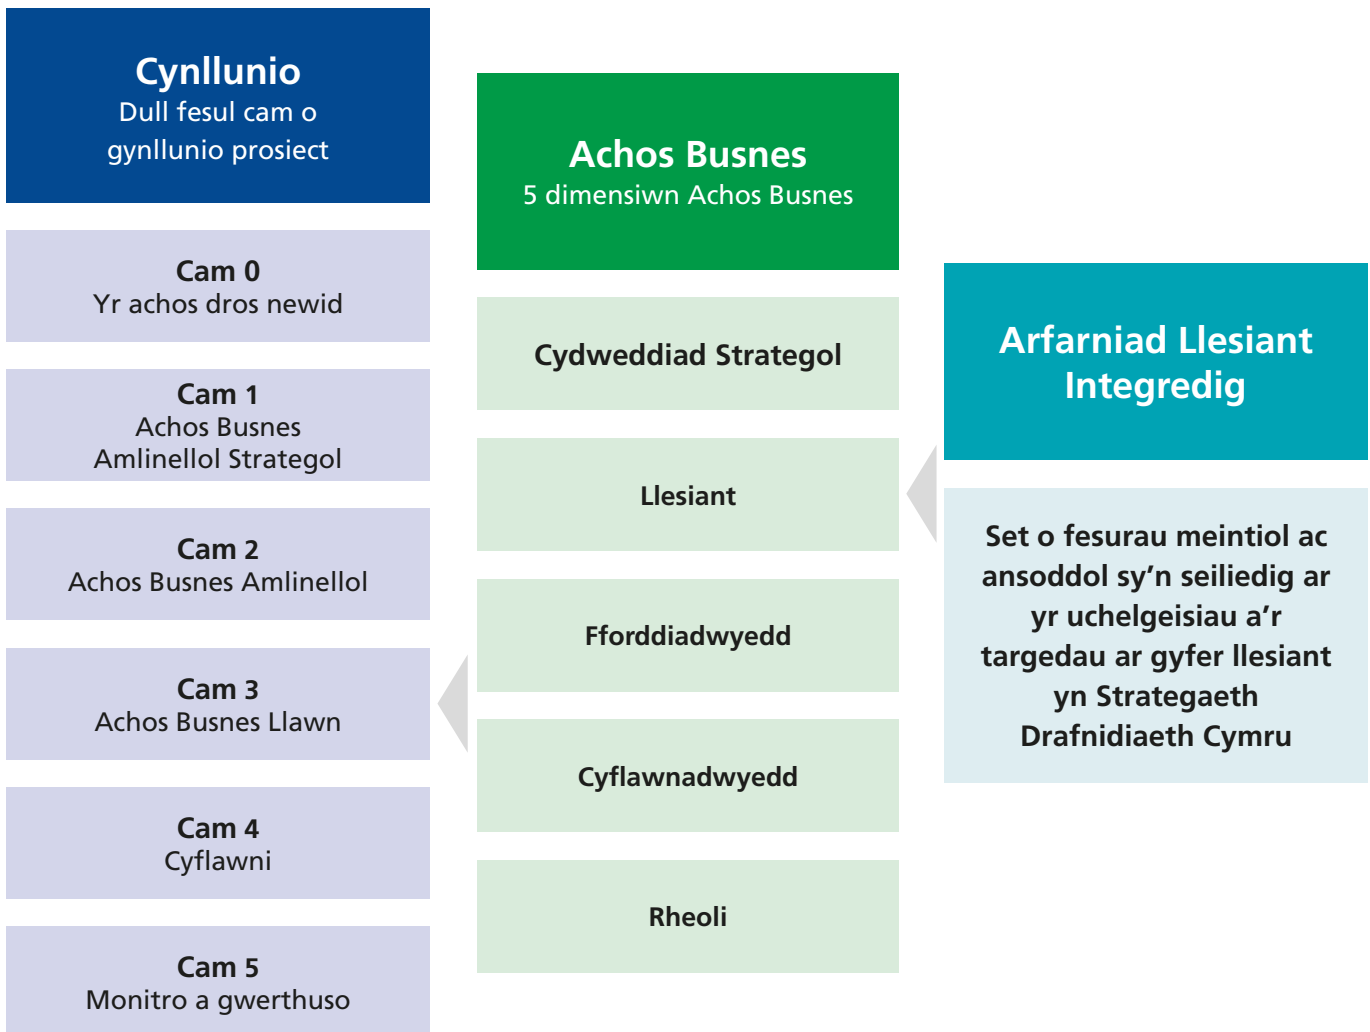 Cynllunio
Dull fesul cam o
gynllunio prosiect
Cam 0
Yr achos dros newid
Cam 1
Achos Busnes
Amlinellol Strategol
Cam 2
Achos Busnes Amlinellol
Cam 3
Achos Busnes Llawn
Cam 4
Cyflawni
Cam 5
Monitro a gwerthuso
Achos Busnes
5 dimensiwn Achos Busnes
Cydweddiad Strategol
Llesiant
Fforddiadwyedd
Cyflawnadwyedd
Rheoli
Arfarniad Llesiant
Integredig
Set o fesurau meintiol ac
ansoddol sy’n seiliedig ar
yr uchelgeisiau a’r
targedau ar gyfer llesiant
yn Strategaeth
Drafnidiaeth Cymru